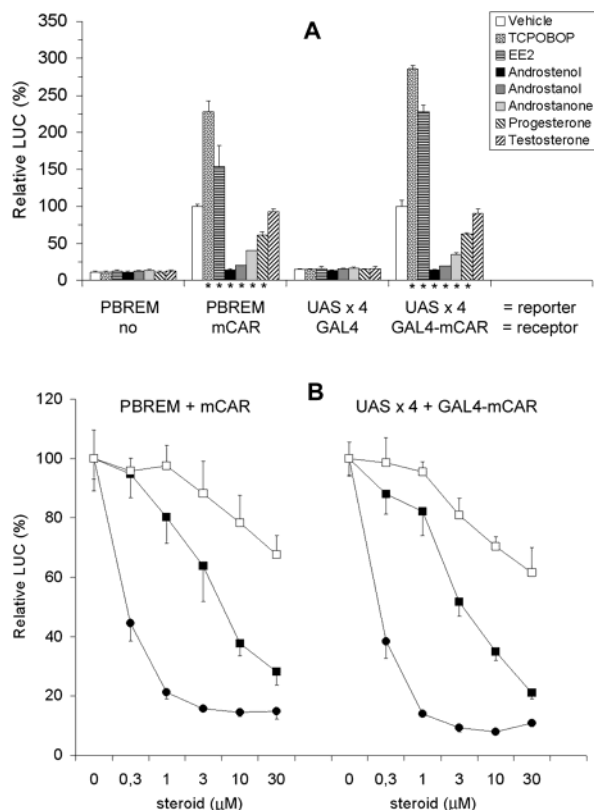 A
Relative LUC (%)
350
300
250
200
150
100
50
0
Vehicle
TCPOBOP
EE2
Androstenol
Androstanol
Androstanone
Progesterone
Testosterone
* * * * * *
* * * * * *
PBREM PBREM UAS x 4 UAS x 4 = reporter
no mCAR GAL4 GAL4-mCAR = receptor
B
PBREM + mCAR
UAS x 4 + GAL4-mCAR
Relative LUC (%)
120
100
80
60
40
20
0
0 0,3 1 3 10 30
0 0,3 1 3 10 30
steroid (μM)
steroid (μM)